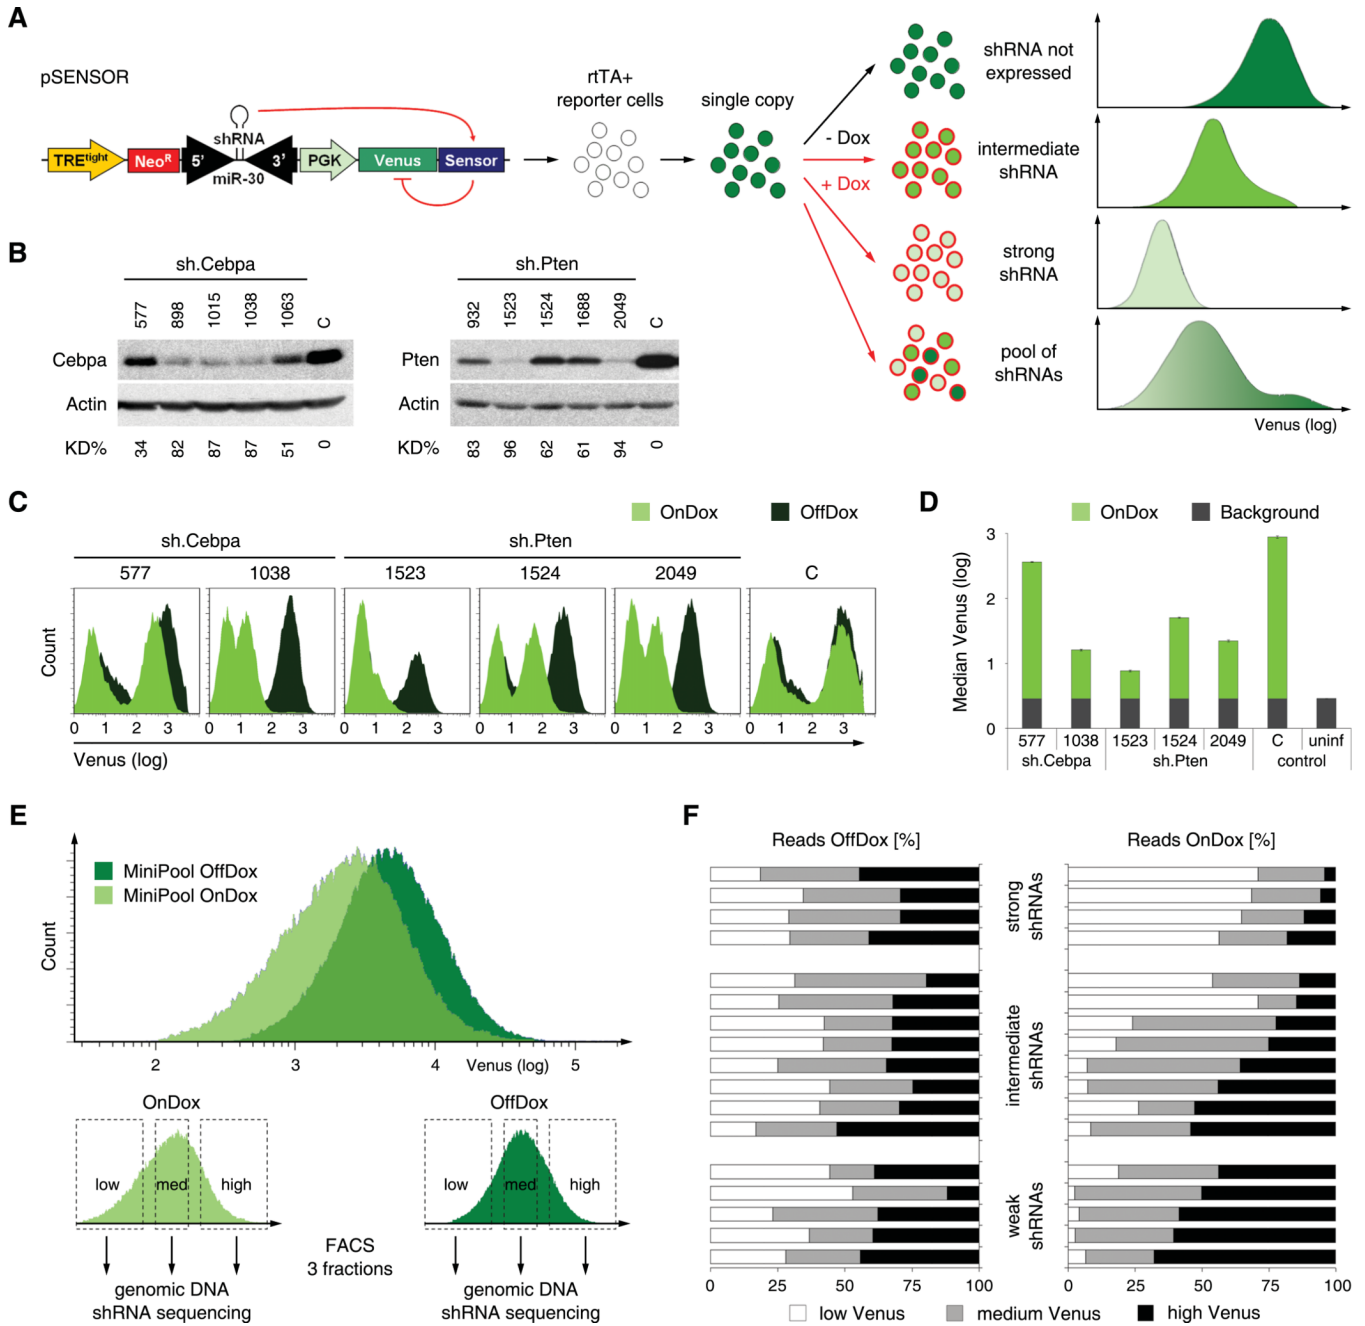 A
pSENSOR
TREtight
NeoR
5'
shRNA
miR-30
3'
PGK
Venus
Sensor
rtTA+
reporter cells
single copy
- Dox
+ Dox
shRNA not
expressed
intermediate
shRNA
strong
shRNA
pool of
shRNAs
Venus (log)
B
sh.Cebpa
577 898 1015 1038 1063 C
Cebpa
Actin
KD% 34 82 87 87 51 0
sh.Pten
932 1523 1524 1688 2049 C
Pten
Actin
KD% 83 96 62 61 94 0
C
OnDox OffDox
sh.Cebpa sh.Pten
577 1038 1523 1524 2049 C
Count
0 1 2 3 0 1 2 3 0 1 2 3 0 1 2 3 0 1 2 3 0 1 2 3
Venus (log)
D
OnDox Background
Median Venus (log)
3
2
1
0
577 1038 1523 1524 2049 C uninf
sh.Cebpa sh.Pten control
E
MiniPool OffDox
MiniPool OnDox
Count
2 3 4 Venus (log) 5
OnDox OffDox
low med high low med high
FACS
3 fractions
genomic DNA
shRNA sequencing
genomic DNA
shRNA sequencing
F
Reads OffDox [%] Reads OnDox [%]
strong
shRNAs
intermediate
shRNAs
weak
shRNAs
0 25 50 75 100 0 25 50 75 100
low Venus medium Venus high Venus